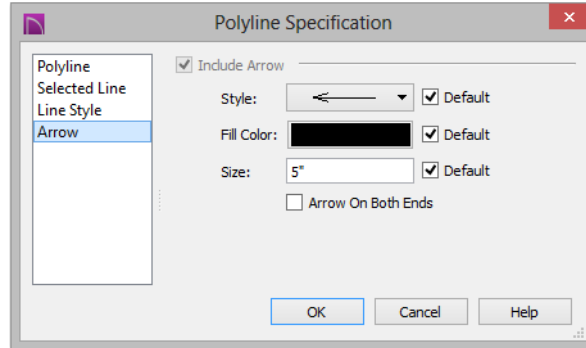 Polyline Specification
Polyline
Selected Line
Line Style
Arrow
Include Arrow
Style: Default
Fill Color: Default
Size: 5" Default
Arrow On Both Ends
OK Cancel Help